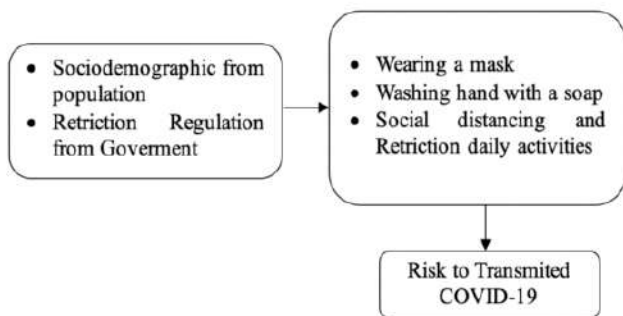 • Sociodemographic from
population
• Retriction Regulation
from Goverment
• Wearing a mask
• Washing hand with a soap
• Social distancing and
Retriction daily activities
Risk to Transmited
COVID-19